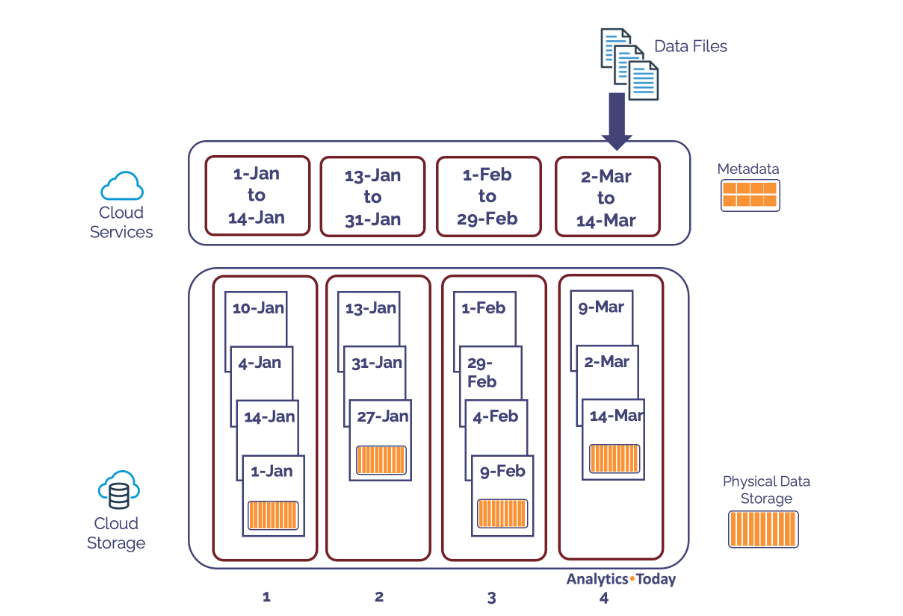 Data Files
1-Jan
to
14-Jan
13-Jan
to
31-Jan
1-Feb
to
29-Feb
2-Mar
to
14-Mar
Metadata
Cloud
Services
10-Jan
4-Jan
14-Jan
1-Jan
13-Jan
31-Jan
27-Jan
1-Feb
29-
Feb
4-Feb
9-Feb
9-Mar
2-Mar
14-Mar
Cloud
Storage
Physical Data
Storage
Analytics•Today
1
2
3
4